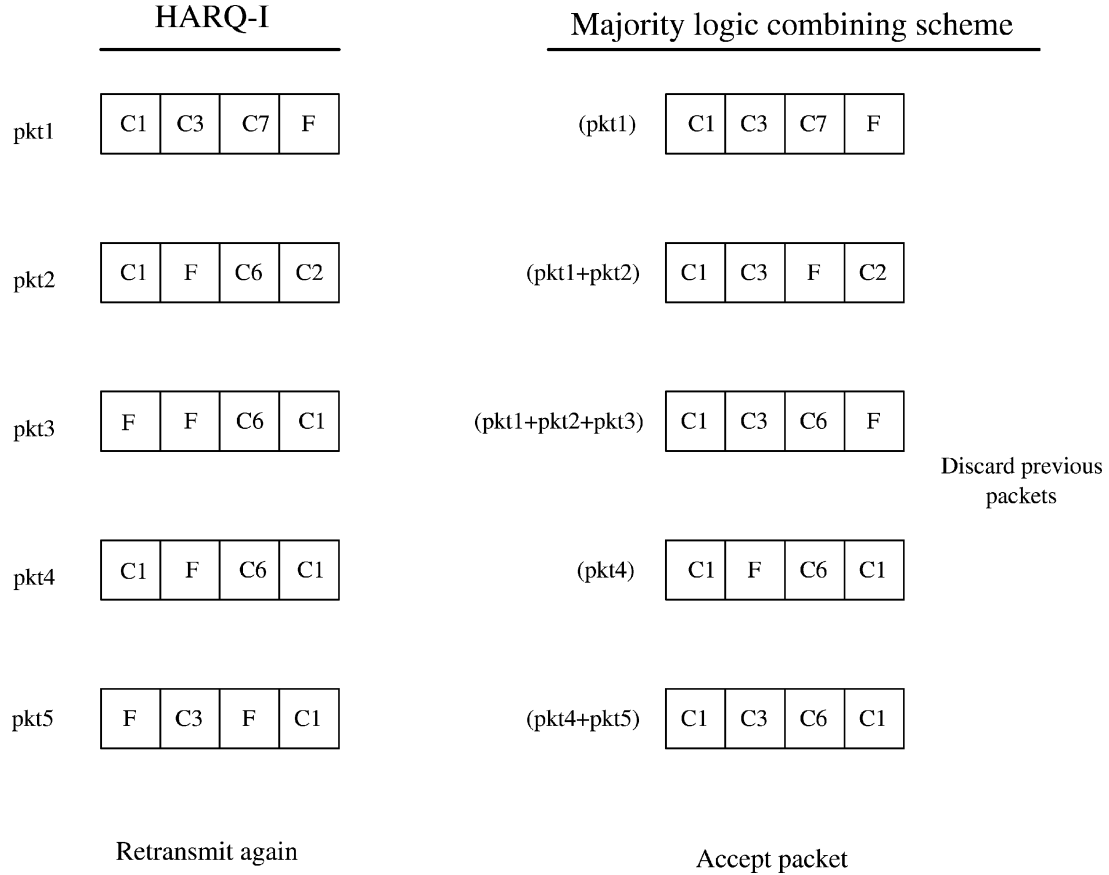 HARQ-I Majority logic combining scheme
pkt1 C1 C3 C7 F (pkt1) C1 C3 C7 F
pkt2 C1 F C6 C2 (pkt1+pkt2) C1 C3 F C2
pkt3 F F C6 C1 (pkt1+pkt2+pkt3) C1 C3 C6 F
Discard previous
packets
pkt4 C1 F C6 C1 (pkt4) C1 F C6 C1
pkt5 F C3 F C1 (pkt4+pkt5) C1 C3 C6 C1
Retransmit again Accept packet